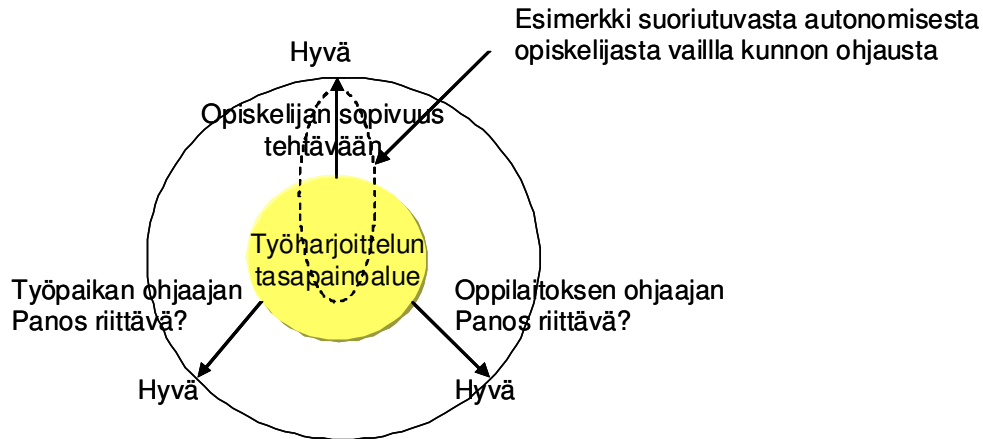 Esimerkki suoriutuvasta autonomisesta
opiskelijasta vaillla kunnon ohjausta
Hyvä
Opiskelijan sopivuus
tehtävään
Työharjoittelun
tasapainoalue
Työpaikan ohjaajan
Panos riittävä?
Oppilaitoksen ohjaajan
Panos riittävä?
Hyvä
Hyvä